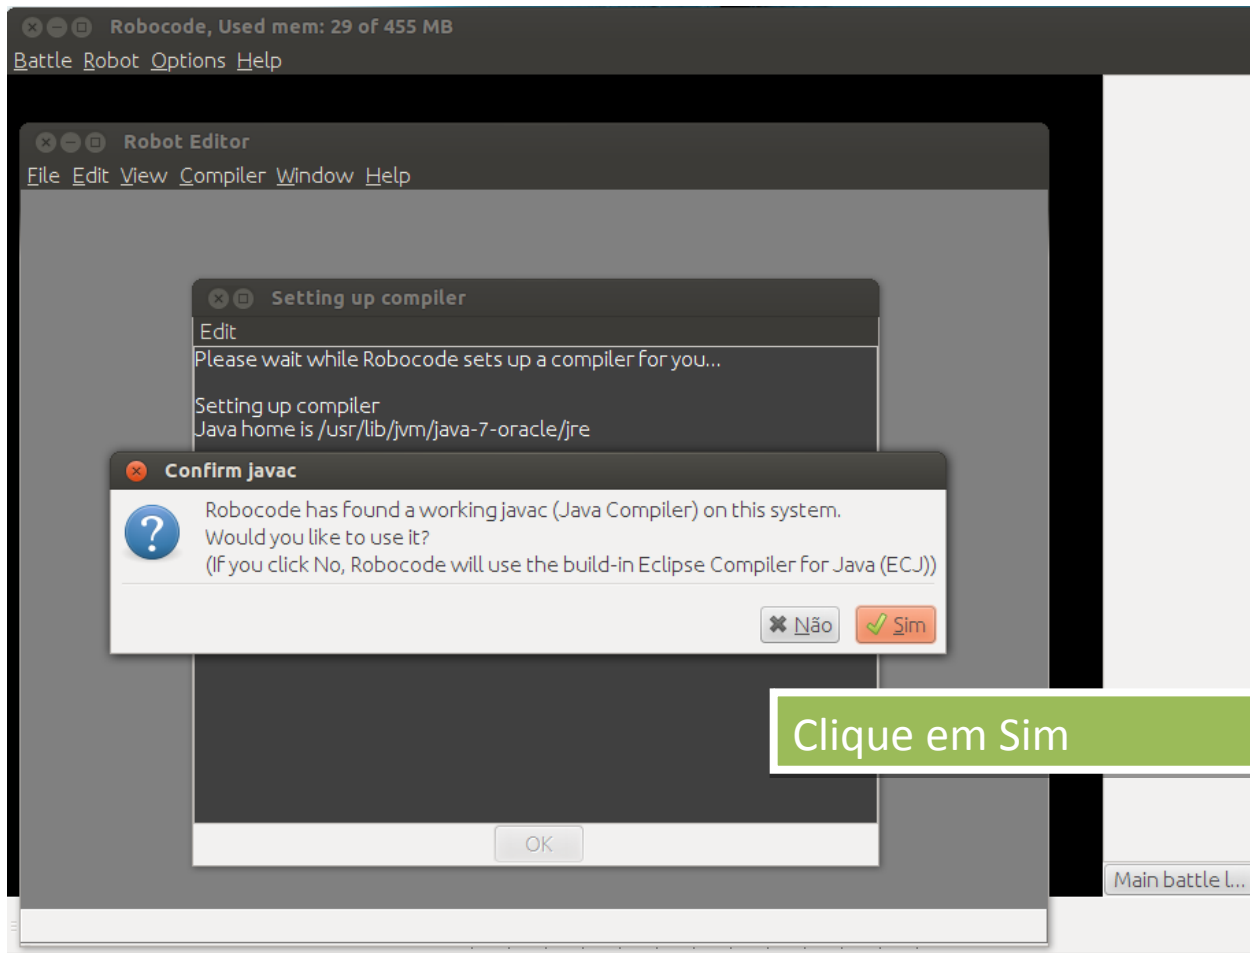 Robocode, Used mem: 29 of 455 MB
Battle Robot Options Help
Robot Editor
File Edit View Compiler Window Help
Setting up compiler
Edit
Please wait while Robocode sets up a compiler for you...
Setting up compiler
Java home is /usr/lib/jvm/java-7-oracle/jre
Confirm javac
Robocode has found a working javac (Java Compiler) on this system.
Would you like to use it?
(If you click No, Robocode will use the build-in Eclipse Compiler for Java (ECJ))
Não Sim
Clique em Sim
OK
Main battle l...